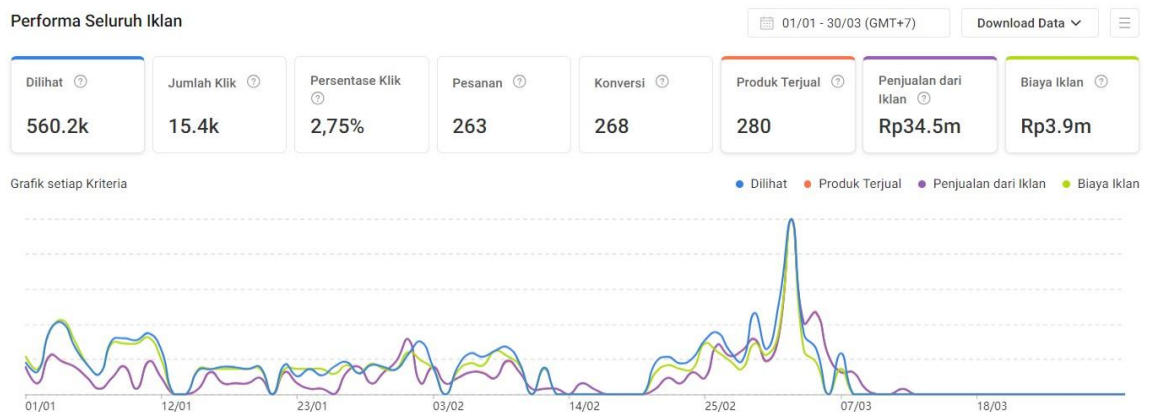 Performa Seluruh Iklan
01/01 - 30/03 (GMT+7)
Download Data
Dilihat ?
560.2k
Jumlah Klik ?
15.4k
Persentase Klik
?
2,75%
Pesanan ?
263
Konversi ?
268
Produk Terjual ?
280
Penjualan dari
Iklan ?
Rp34.5m
Biaya Iklan ?
Rp3.9m
Grafik setiap Kriteria
Dilihat
Produk Terjual
Penjualan dari Iklan
Biaya Iklan
01/01
12/01
23/01
03/02
14/02
25/02
07/03
18/03